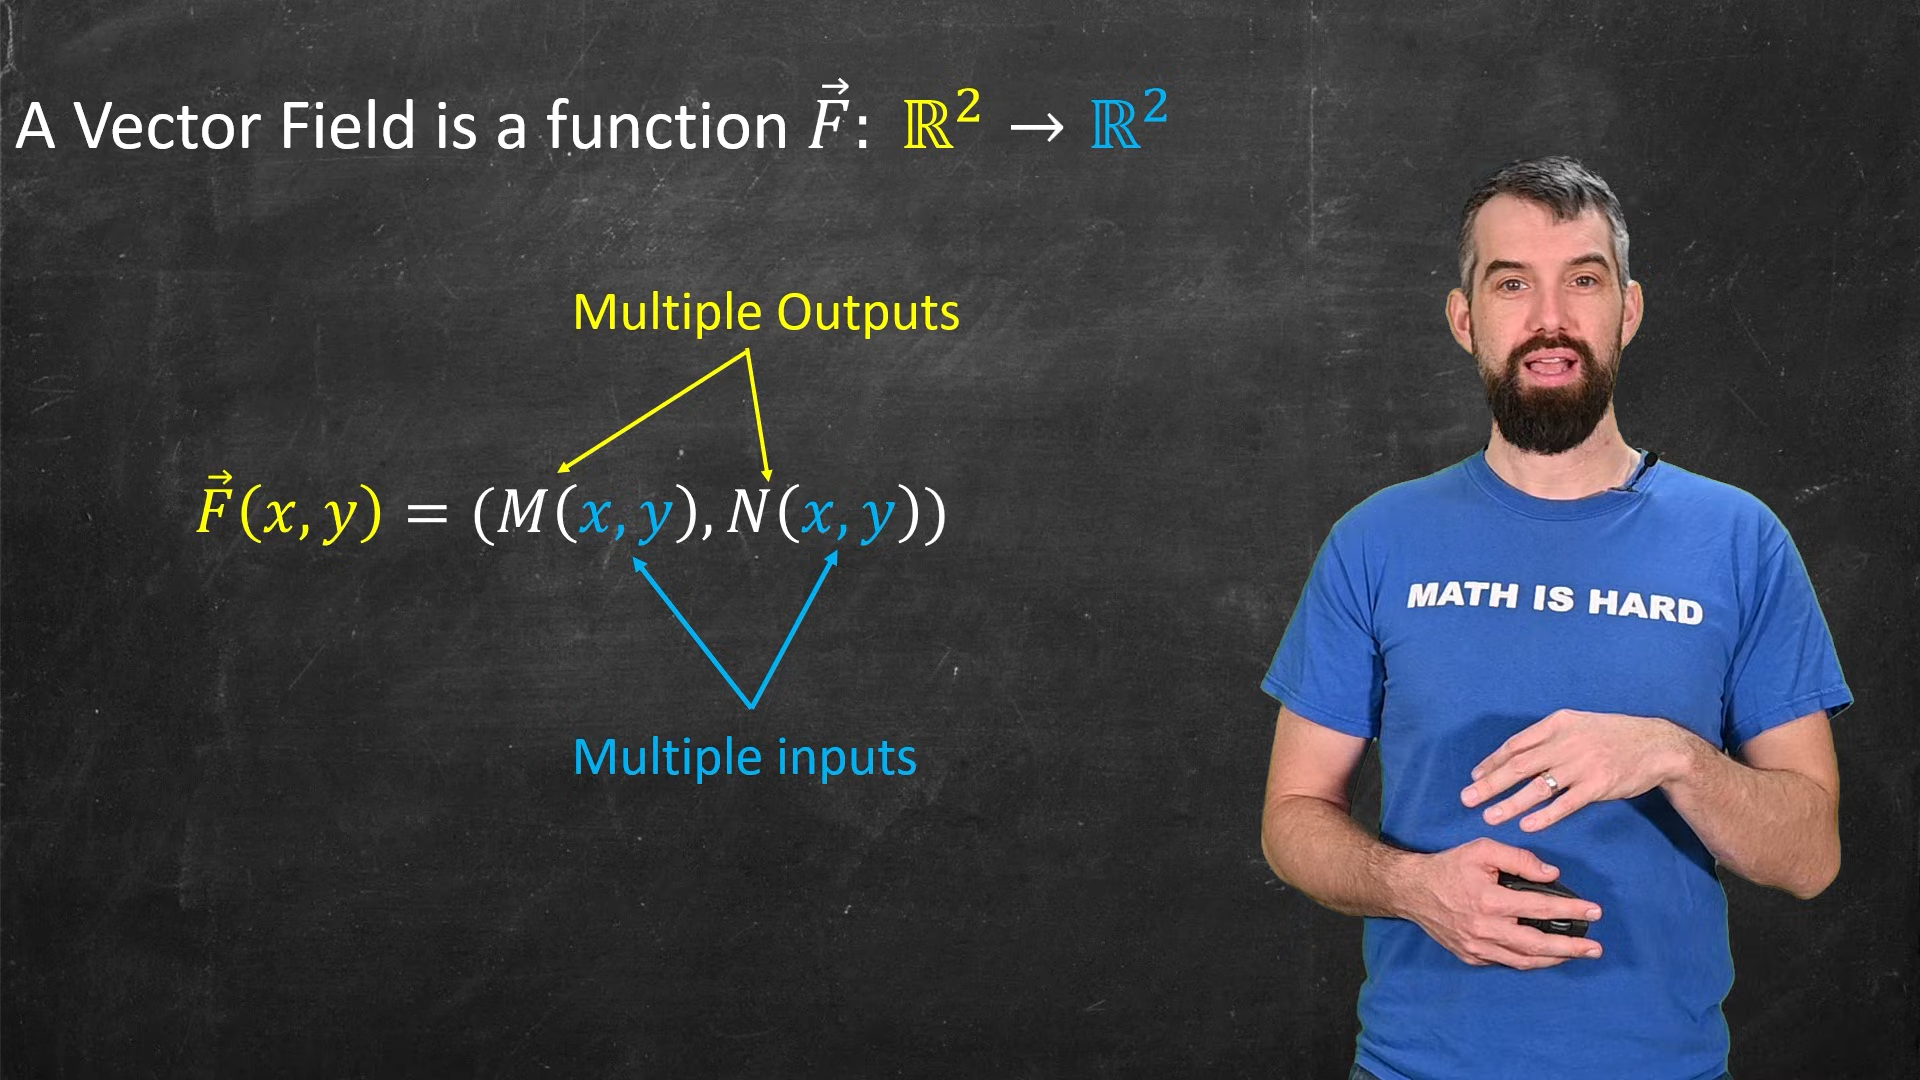 A Vector Field is a function F⃗: ℝ² → ℝ²
Multiple Outputs
F⃗(x, y) = (M(x, y), N(x, y))
MATH IS HARD
Multiple inputs